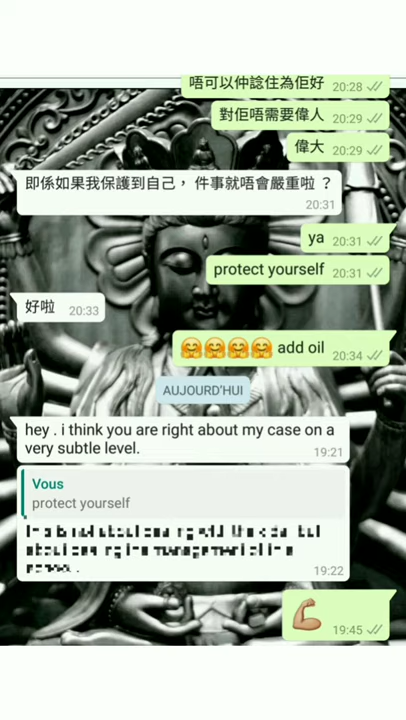 唔可以仲諗住為佢好 20:28
對佢唔需要偉人 20:29
偉大 20:29
即係如果我保護到自己， 件事就唔會嚴重啦 ？
20:31
ya 20:31
protect yourself 20:31
好啦 20:33
🤗🤗🤗🤗 add oil 20:34
AUJOURD'HUI
hey . i think you are right about my case on a
very subtle level. 19:21
Vous
protect yourself
19:22
💪🏼 19:45